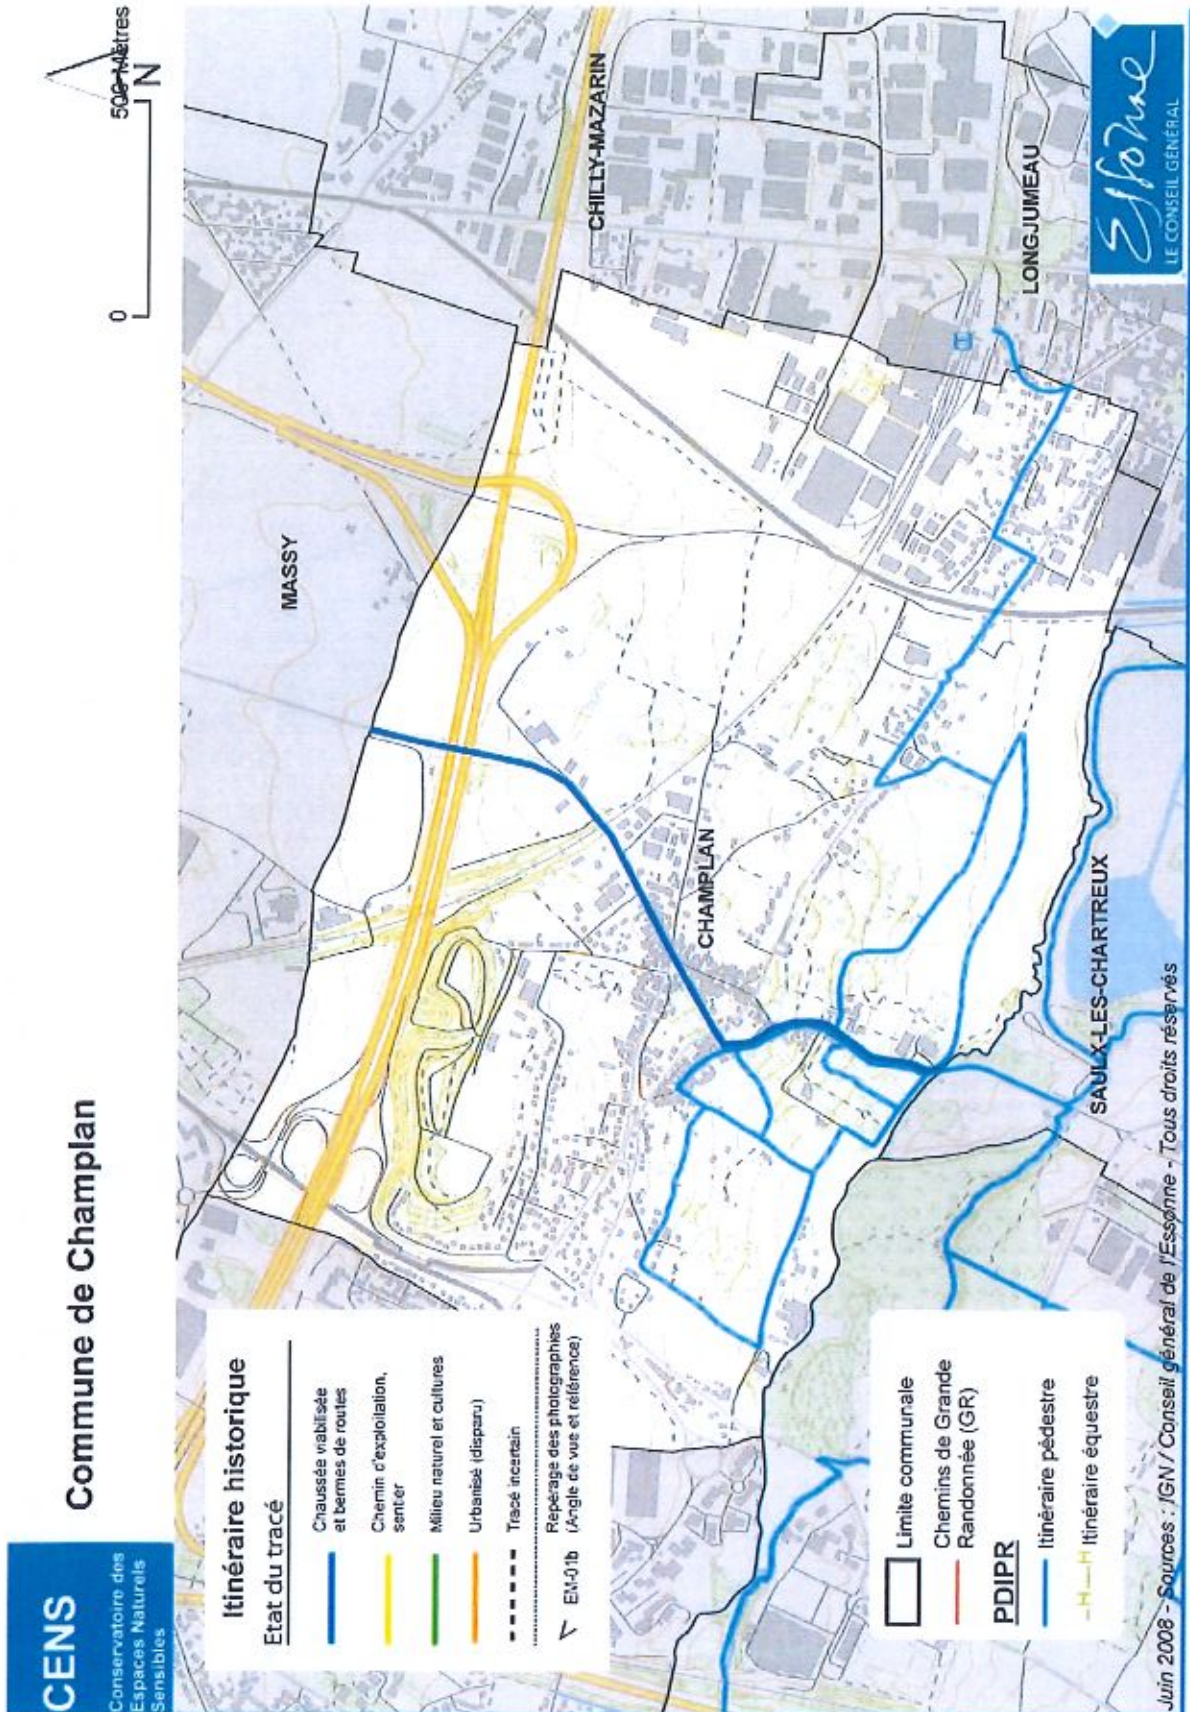 CENS
Conservatoire des
Espaces Naturels
Sensibles
Commune de Champlan
0
500 Mètres
N
Itinéraire historique
Etat du tracé
Chaussée viabilisée
et bermes de routes
Chemin d'exploitation,
sentier
Milieu naturel et cultures
Urbanisé (disparu)
Tracé incertain
Repérage des photographies
EM-01b (Angle de vue et référence)
Limite communale
Chemins de Grande
Randonnée (GR)
PDIPR
Itinéraire pédestre
H H Itinéraire équestre
MASSY
CHILLY-MAZARIN
CHAMPLAN
LONGJUMEAU
SAULX-LES-CHARTREUX
Essonne
LE CONSEIL GÉNÉRAL
Juin 2008 - Sources : IGN / Conseil général de l'Essonne - Tous droits réservés